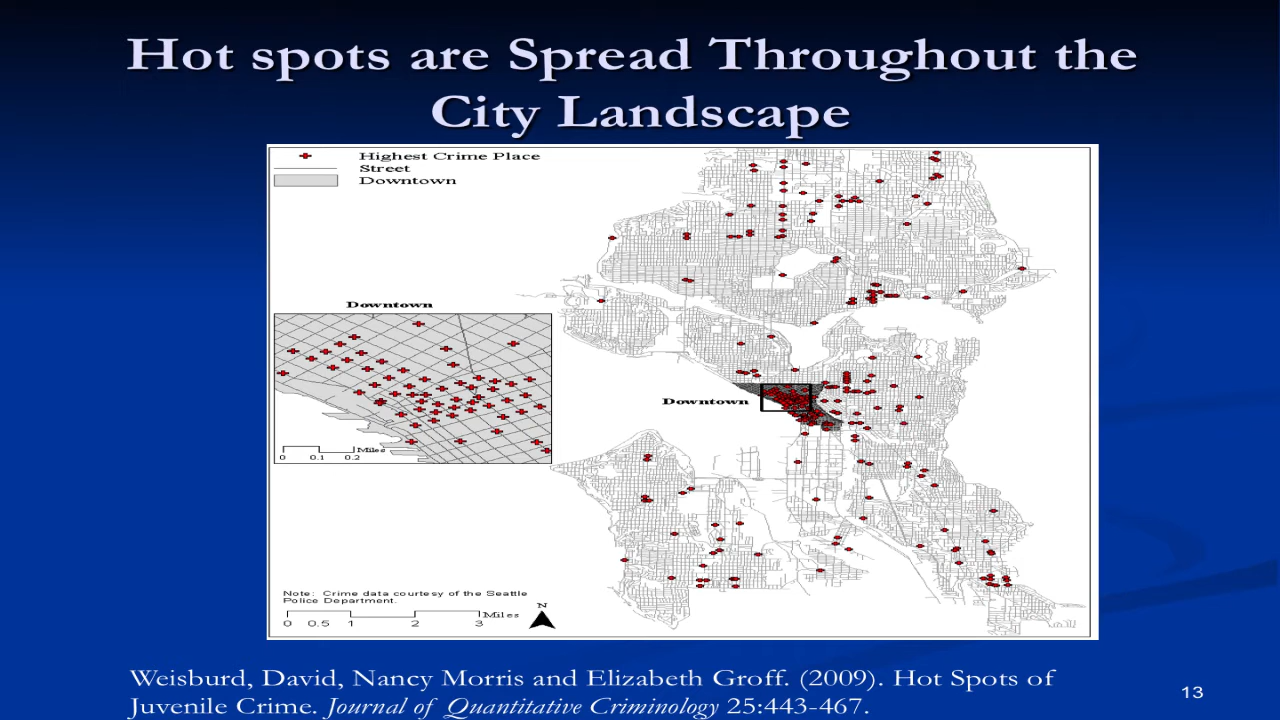 Hot spots are Spread Throughout the
City Landscape
Highest Crime Place
Street
Downtown
Downtown
0 0.1 0.2 Miles
Downtown
Note: Crime data courtesy of the Seattle
Police Department.
0 0.5 1 2 3 Miles
N
Weisburd, David, Nancy Morris and Elizabeth Groff. (2009). Hot Spots of
Juvenile Crime. Journal of Quantitative Criminology 25:443-467.
13